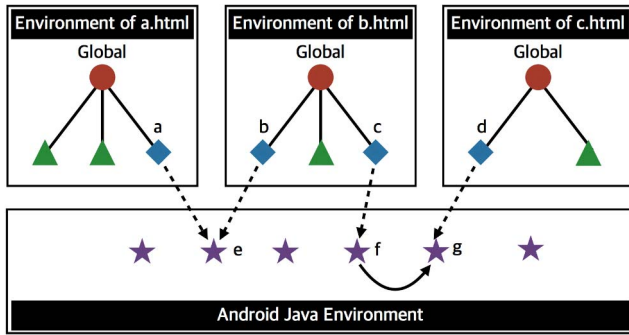 Environment of a.html
Environment of b.html
Environment of c.html
Global
Global
Global
a
b
c
d
e
f
g
Android Java Environment